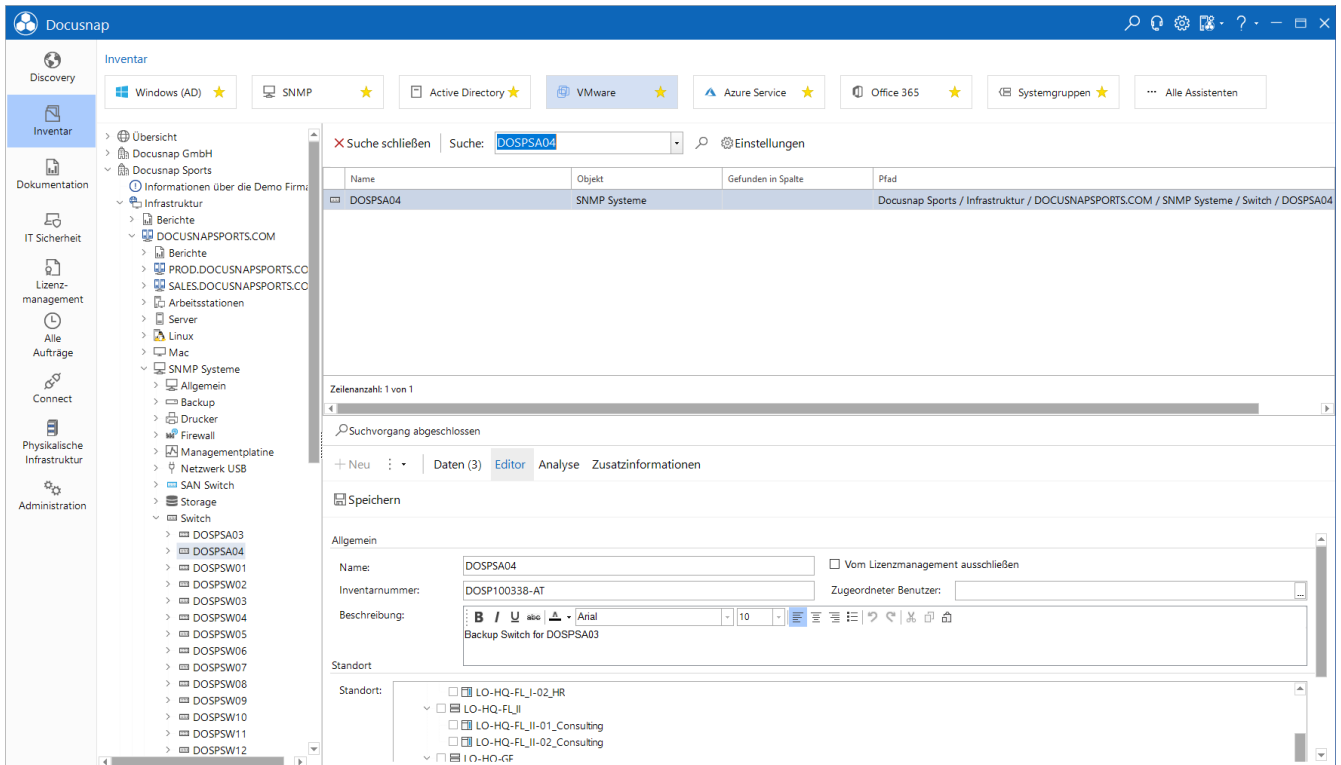 Docusnap
Discovery
Inventar
Dokumentation
IT Sicherheit
Lizenz-
management
Alle
Aufträge
Connect
Physikalische
Infrastruktur
Administration
Inventar
Windows (AD)
SNMP
Active Directory
VMware
Azure Service
Office 365
Systemgruppen
Alle Assistenten
Übersicht
Docusnap GmbH
Docusnap Sports
Informationen über die Demo Firma
Infrastruktur
Berichte
DOCUSNAPSPORTS.COM
Berichte
PROD.DOCUSNAPSPORTS.CO
SALES.DOCUSNAPSPORTS.CO
Arbeitsstationen
Server
Linux
Mac
SNMP Systeme
Allgemein
Backup
Drucker
Firewall
Managementplatine
Netzwerk USB
SAN Switch
Storage
Switch
DOSPSA03
DOSPSA04
DOSPSW01
DOSPSW02
DOSPSW03
DOSPSW04
DOSPSW05
DOSPSW06
DOSPSW07
DOSPSW08
DOSPSW09
DOSPSW10
DOSPSW11
DOSPSW12
Suche schließen Suche: DOSPSA04 Einstellungen
Name Objekt Gefunden in Spalte Pfad
DOSPSA04 SNMP Systeme Docusnap Sports / Infrastruktur / DOCUSNAPSPORTS.COM / SNMP Systeme / Switch / DOSPSA04
Zeilenanzahl: 1 von 1
Suchvorgang abgeschlossen
Neu Daten (3) Editor Analyse Zusatzinformationen
Speichern
Allgemein
Name: DOSPSA04 Vom Lizenzmanagement ausschließen
Inventarnummer: DOSP100338-AT Zugeordneter Benutzer: ...
Beschreibung: B I U abc A Arial 10
Backup Switch for DOSPSA03
Standort
Standort: LO-HQ-FL_I-02_HR
LO-HQ-FL_II
LO-HQ-FL_II-01_Consulting
LO-HQ-FL_II-02_Consulting
LO-HQ-GF